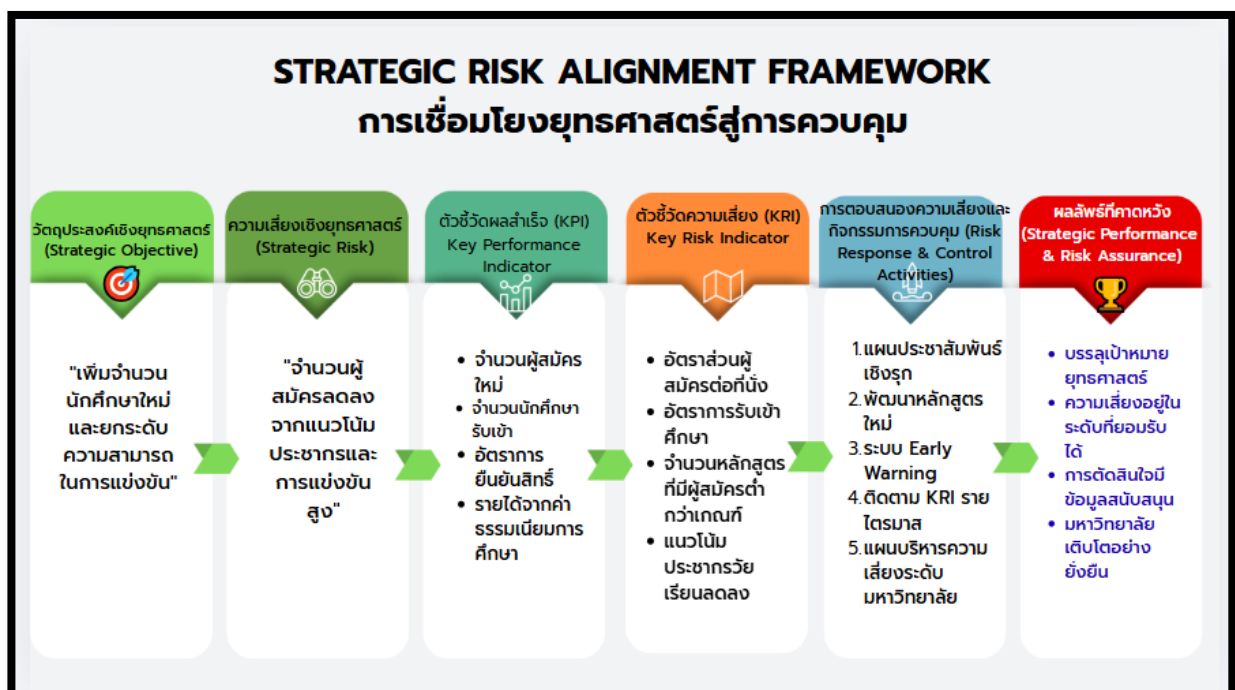 STRATEGIC RISK ALIGNMENT FRAMEWORK
การเชื่อมโยงยุทธศาสตร์สู่การควบคุม
วัตถุประสงค์เชิงยุทธศาสตร์
(Strategic Objective)
"เพิ่มจำนวน
นักศึกษาใหม่
และยกระดับ
ความสามารถ
ในการแข่งขัน"
ความเสี่ยงเชิงยุทธศาสตร์
(Strategic Risk)
"จำนวนผู้
สมัครลดลง
จากแนวโน้ม
ประชากรและ
การแข่งขัน
สูง"
ตัวชี้วัดผลสำเร็จ (KPI)
Key Performance
Indicator
• จำนวนผู้สมัคร
ใหม่
• จำนวนนักศึกษา
รับเข้า
• อัตราการ
ยืนยันสิทธิ์
• รายได้จากค่า
ธรรมเนียมการ
ศึกษา
ตัวชี้วัดความเสี่ยง (KRI)
Key Risk Indicator
• อัตราส่วนผู้
สมัครต่อที่นั่ง
• อัตราการรับเข้า
ศึกษา
• จำนวนหลักสูตร
ที่มีผู้สมัครต่ำ
กว่าเกณฑ์
• แนวโน้ม
ประชากรวัย
เรียนลดลง
การตอบสนองความเสี่ยงและ
กิจกรรมการควบคุม (Risk
Response & Control
Activities)
1. แผนประชาสัมพันธ์
เชิงรุก
2. พัฒนาหลักสูตร
ใหม่
3. ระบบ Early
Warning
4. ติดตาม KRI ราย
ไตรมาส
5. แผนบริหารความ
เสี่ยงระดับ
มหาวิทยาลัย
ผลลัพธ์ที่คาดหวัง
(Strategic Performance
& Risk Assurance)
• บรรลุเป้าหมาย
ยุทธศาสตร์
• ความเสี่ยงอยู่ใน
ระดับที่ยอมรับ
ได้
• การตัดสินใจมี
ข้อมูลสนับสนุน
• มหาวิทยาลัย
เติบโตอย่าง
ยั่งยืน